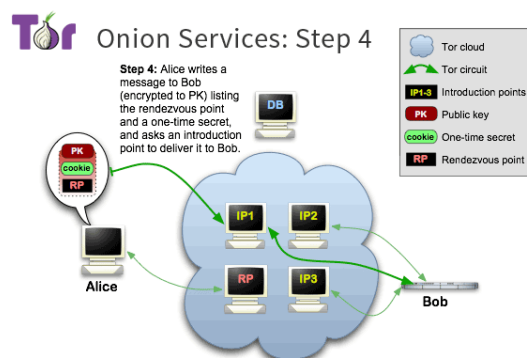 Tor
Onion Services: Step 4
Step 4: Alice writes a
message to Bob
(encrypted to PK) listing
the rendezvous point
and a one-time secret,
and asks an introduction
point to deliver it to Bob.
DB
Tor cloud
Tor circuit
IP1-3 Introduction points
PK Public key
cookie One-time secret
RP Rendezvous point
PK
cookie
RP
IP1
IP2
RP
IP3
Alice
Bob